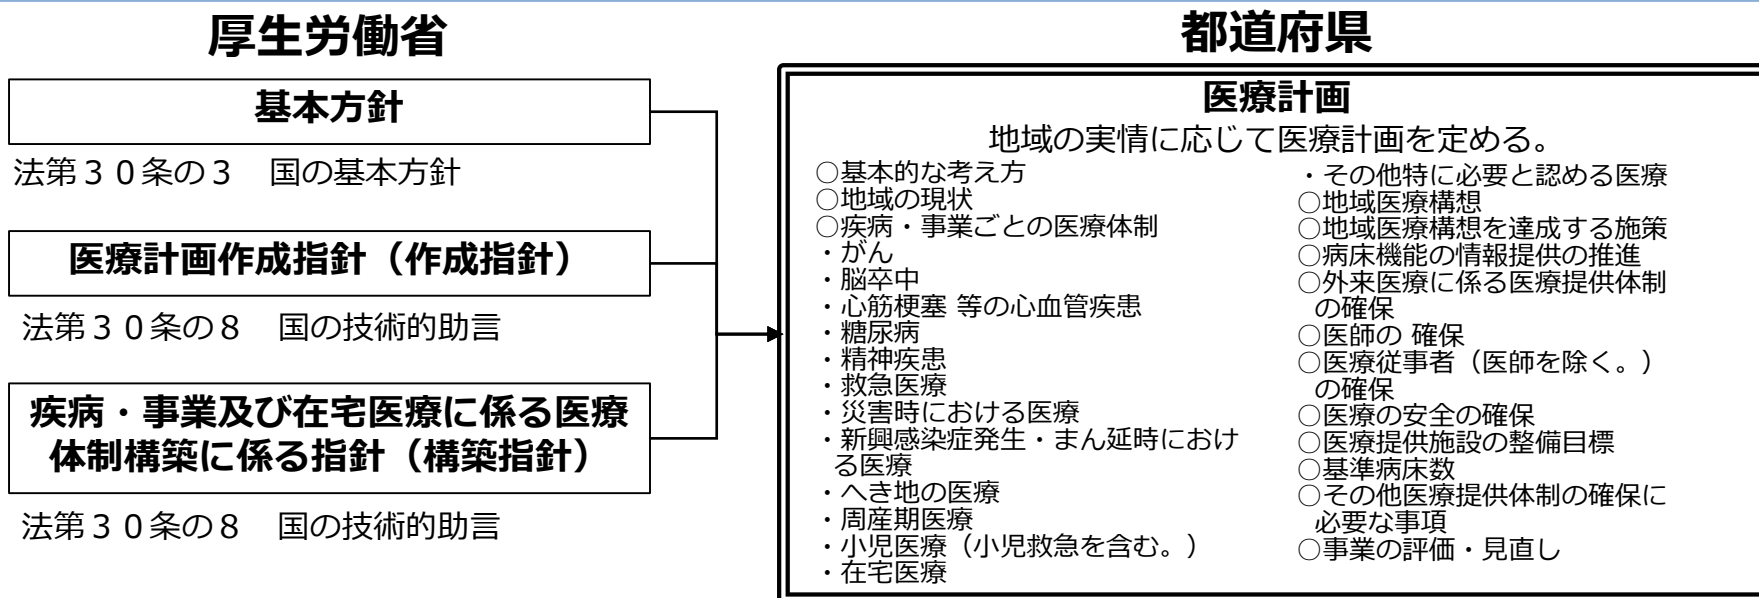 厚生労働省
基本方針
法第３０条の３　国の基本方針
医療計画作成指針（作成指針）
法第３０条の８　国の技術的助言
疾病・事業及び在宅医療に係る医療
体制構築に係る指針（構築指針）
法第３０条の８　国の技術的助言
都道府県
医療計画
地域の実情に応じて医療計画を定める。
○基本的な考え方
○地域の現状
○疾病・事業ごとの医療体制
・がん
・脳卒中
・心筋梗塞 等の心血管疾患
・糖尿病
・精神疾患
・救急医療
・災害時における医療
・新興感染症発生・まん延時におけ
る医療
・へき地の医療
・周産期医療
・小児医療（小児救急を含む。）
・在宅医療
・その他特に必要と認める医療
○地域医療構想
○地域医療構想を達成する施策
○病床機能の情報提供の推進
○外来医療に係る医療提供体制
の確保
○医師の 確保
○医療従事者（医師を除く。）
の確保
○医療の安全の確保
○医療提供施設の整備目標
○基準病床数
○その他医療提供体制の確保に
必要な事項
○事業の評価・見直し